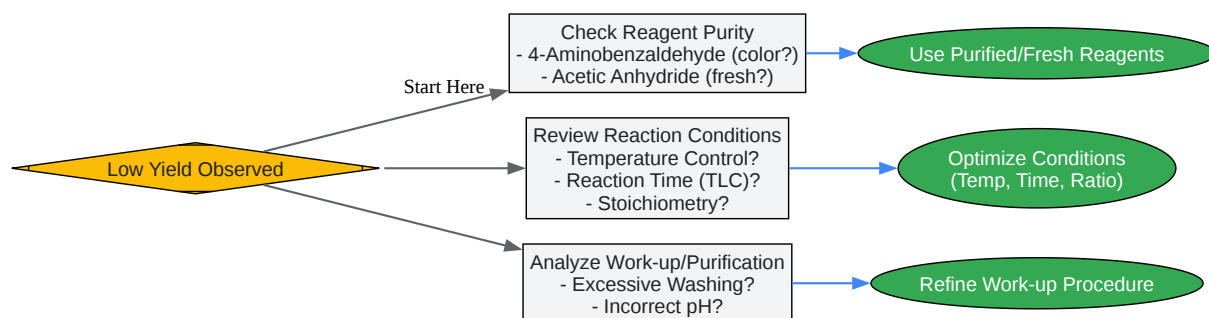 Check Reagent Purity
- 4-Aminobenzaldehyde (color?)
- Acetic Anhydride (fresh?)
Use Purified/Fresh Reagents
Start Here
Low Yield Observed
Review Reaction Conditions
- Temperature Control?
- Reaction Time (TLC)?
- Stoichiometry?
Optimize Conditions
(Temp, Time, Ratio)
Analyze Work-up/Purification
- Excessive Washing?
- Incorrect pH?
Refine Work-up Procedure